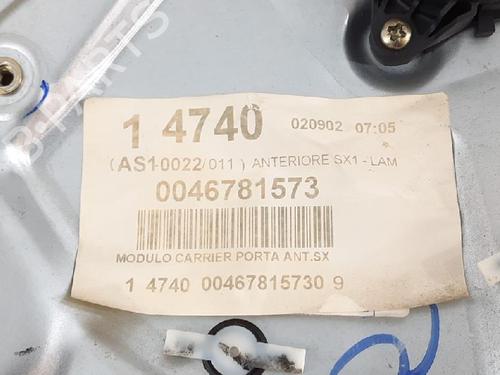 1 4740
020902 07:05
( AS1-0022/011 ) ANTERIORE SX1 - LAM
0046781573
MODULO CARRIER PORTA ANT.SX
1 4740 00467815730 9
B-PARTS